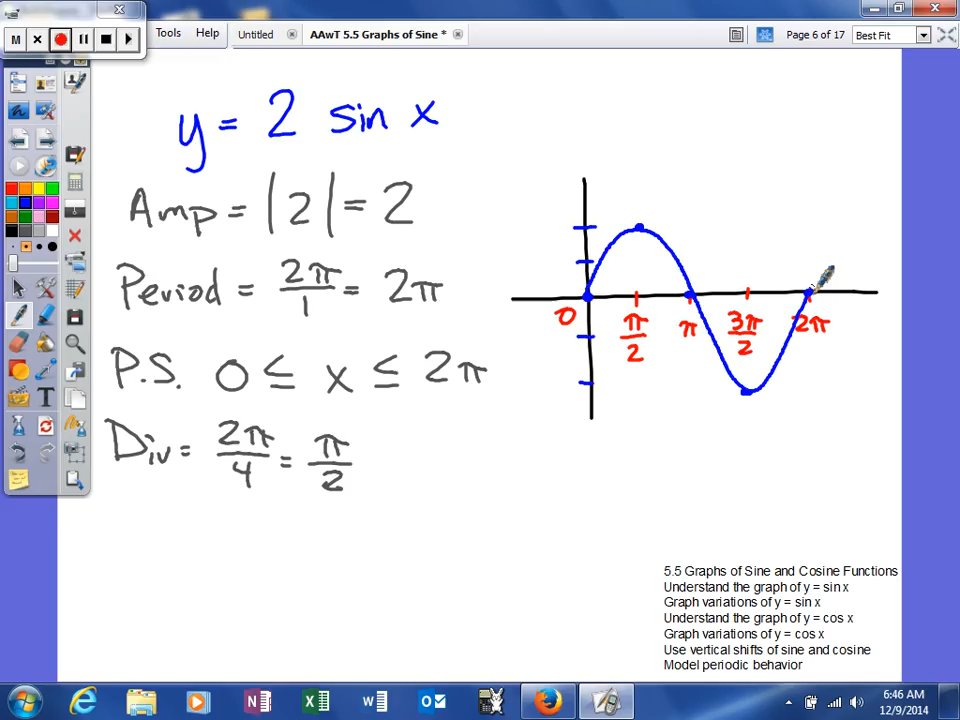 M
Tools Help Untitled AAwT 5.5 Graphs of Sine * Page 6 of 17 Best Fit
y = 2 sin x
Amp = |2| = 2
Period = 2π/1 = 2π
P.S. 0 ≤ x ≤ 2π
Div = 2π/4 = π/2
0 π/2 π 3π/2 2π
5.5 Graphs of Sine and Cosine Functions
Understand the graph of y = sin x
Graph variations of y = sin x
Understand the graph of y = cos x
Graph variations of y = cos x
Use vertical shifts of sine and cosine
Model periodic behavior
6:46 AM
12/9/2014